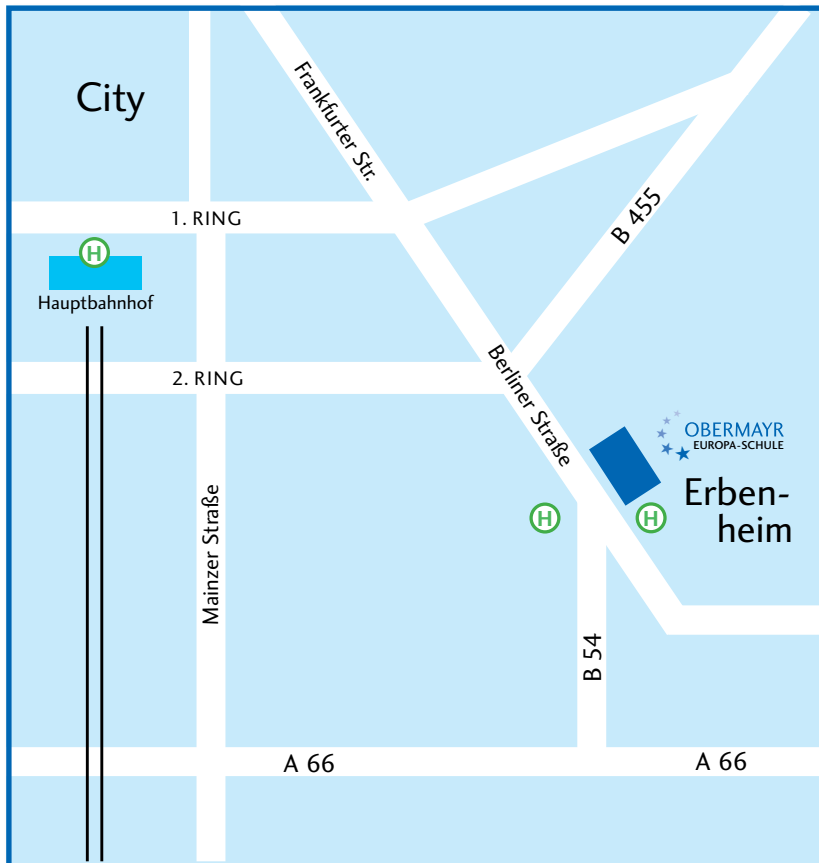 City
Frankfurter Str.
1. RING
B 455
H
Hauptbahnhof
2. RING
Berliner Straße
OBERMAYR
EUROPA-SCHULE
Erben-
heim
Mainzer Straße
H
H
B 54
A 66
A 66